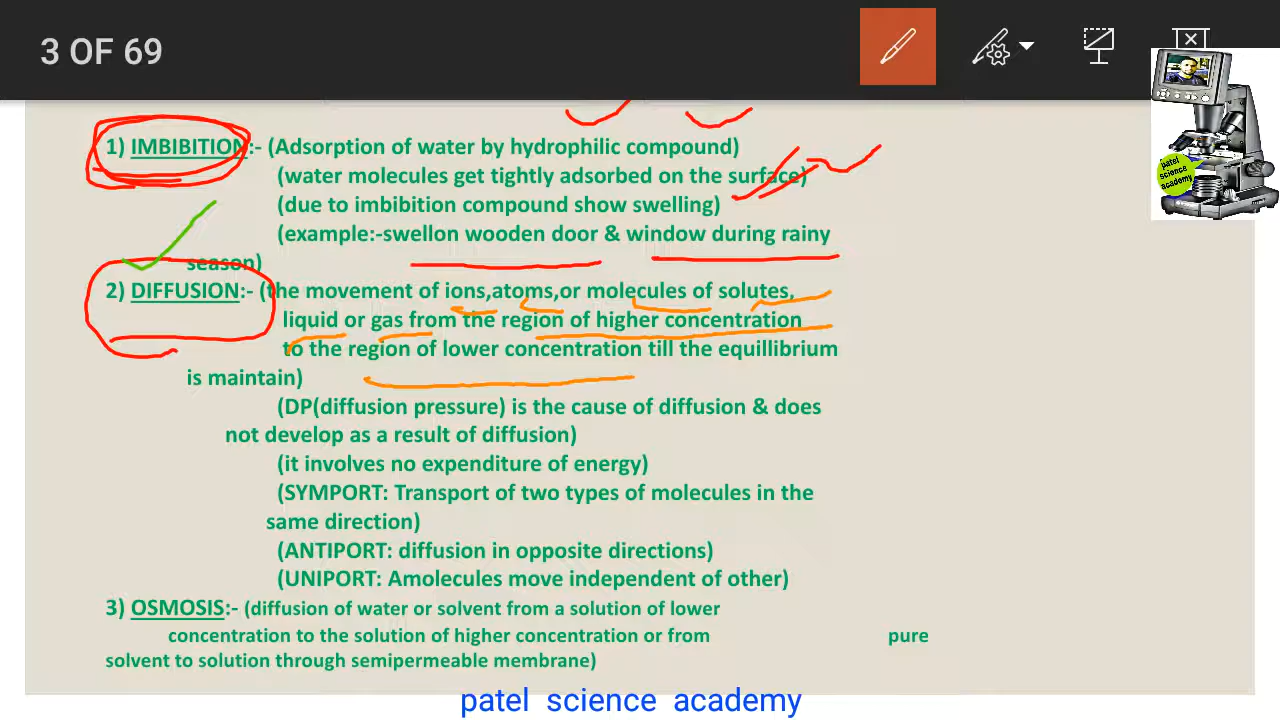 3 OF 69
1) IMBIBITION:- (Adsorption of water by hydrophilic compound)
(water molecules get tightly adsorbed on the surface)
(due to imbibition compound show swelling)
(example:-swellon wooden door & window during rainy
season)
2) DIFFUSION:- (the movement of ions,atoms,or molecules of solutes,
liquid or gas from the region of higher concentration
to the region of lower concentration till the equillibrium
is maintain)
(DP(diffusion pressure) is the cause of diffusion & does
not develop as a result of diffusion)
(it involves no expenditure of energy)
(SYMPORT: Transport of two types of molecules in the
same direction)
(ANTIPORT: diffusion in opposite directions)
(UNIPORT: Amolecules move independent of other)
3) OSMOSIS:- (diffusion of water or solvent from a solution of lower
concentration to the solution of higher concentration or from pure
solvent to solution through semipermeable membrane)
patel science academy
patel
science
academy